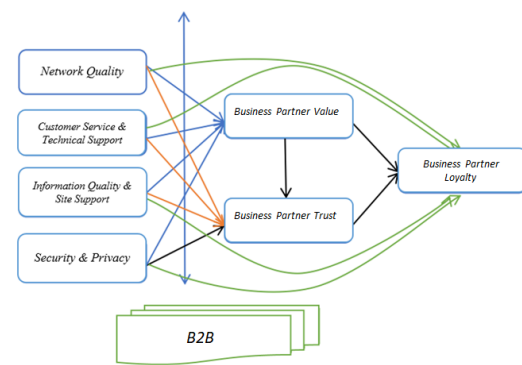 Network Quality
Customer Service &
Technical Support
Information Quality &
Site Support
Security & Privacy
Business Partner Value
Business Partner Trust
Business Partner
Loyalty
B2B